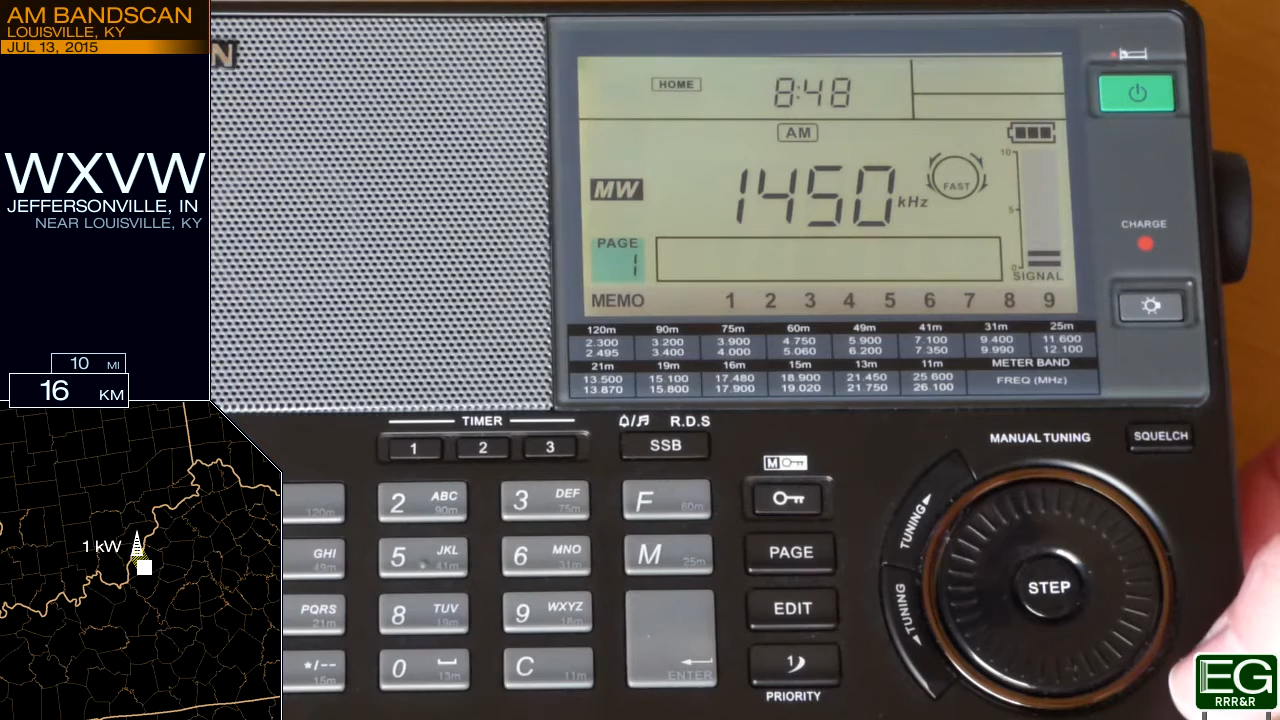 AM BANDSCAN
LOUISVILLE, KY
JUL 13, 2015
N
WXVW
JEFFERSONVILLE, IN
NEAR LOUISVILLE, KY
10 MI
16 KM
1 kW
HOME
8:48
AM
MW
1450 kHz
FAST
10
5
0
SIGNAL
PAGE
1
MEMO 1 2 3 4 5 6 7 8 9
CHARGE
120m 90m 75m 60m 49m 41m 31m 25m
2.300 3.200 3.900 4.750 5.900 7.100 9.400 11.600
2.495 3.400 4.000 5.060 6.200 7.350 9.990 12.100
21m 19m 16m 15m 13m 11m METER BAND
13.500 15.100 17.480 18.900 21.450 25.600 FREQ (MHz)
13.870 15.800 17.900 19.020 21.750 26.100
TIMER
1 2 3
R.D.S
SSB
MANUAL TUNING
SQUELCH
120m
2 ABC 90m
3 DEF 75m
F 60m
M
GHI 49m
5 JKL 41m
6 MNO 31m
M 25m
PAGE
PQRS 21m
8 TUV 19m
9 WXYZ 16m
EDIT
*/-- 15m
0 13m
C 11m
ENTER
PRIORITY
TUNING
TUNING
STEP
EG
RRR&R